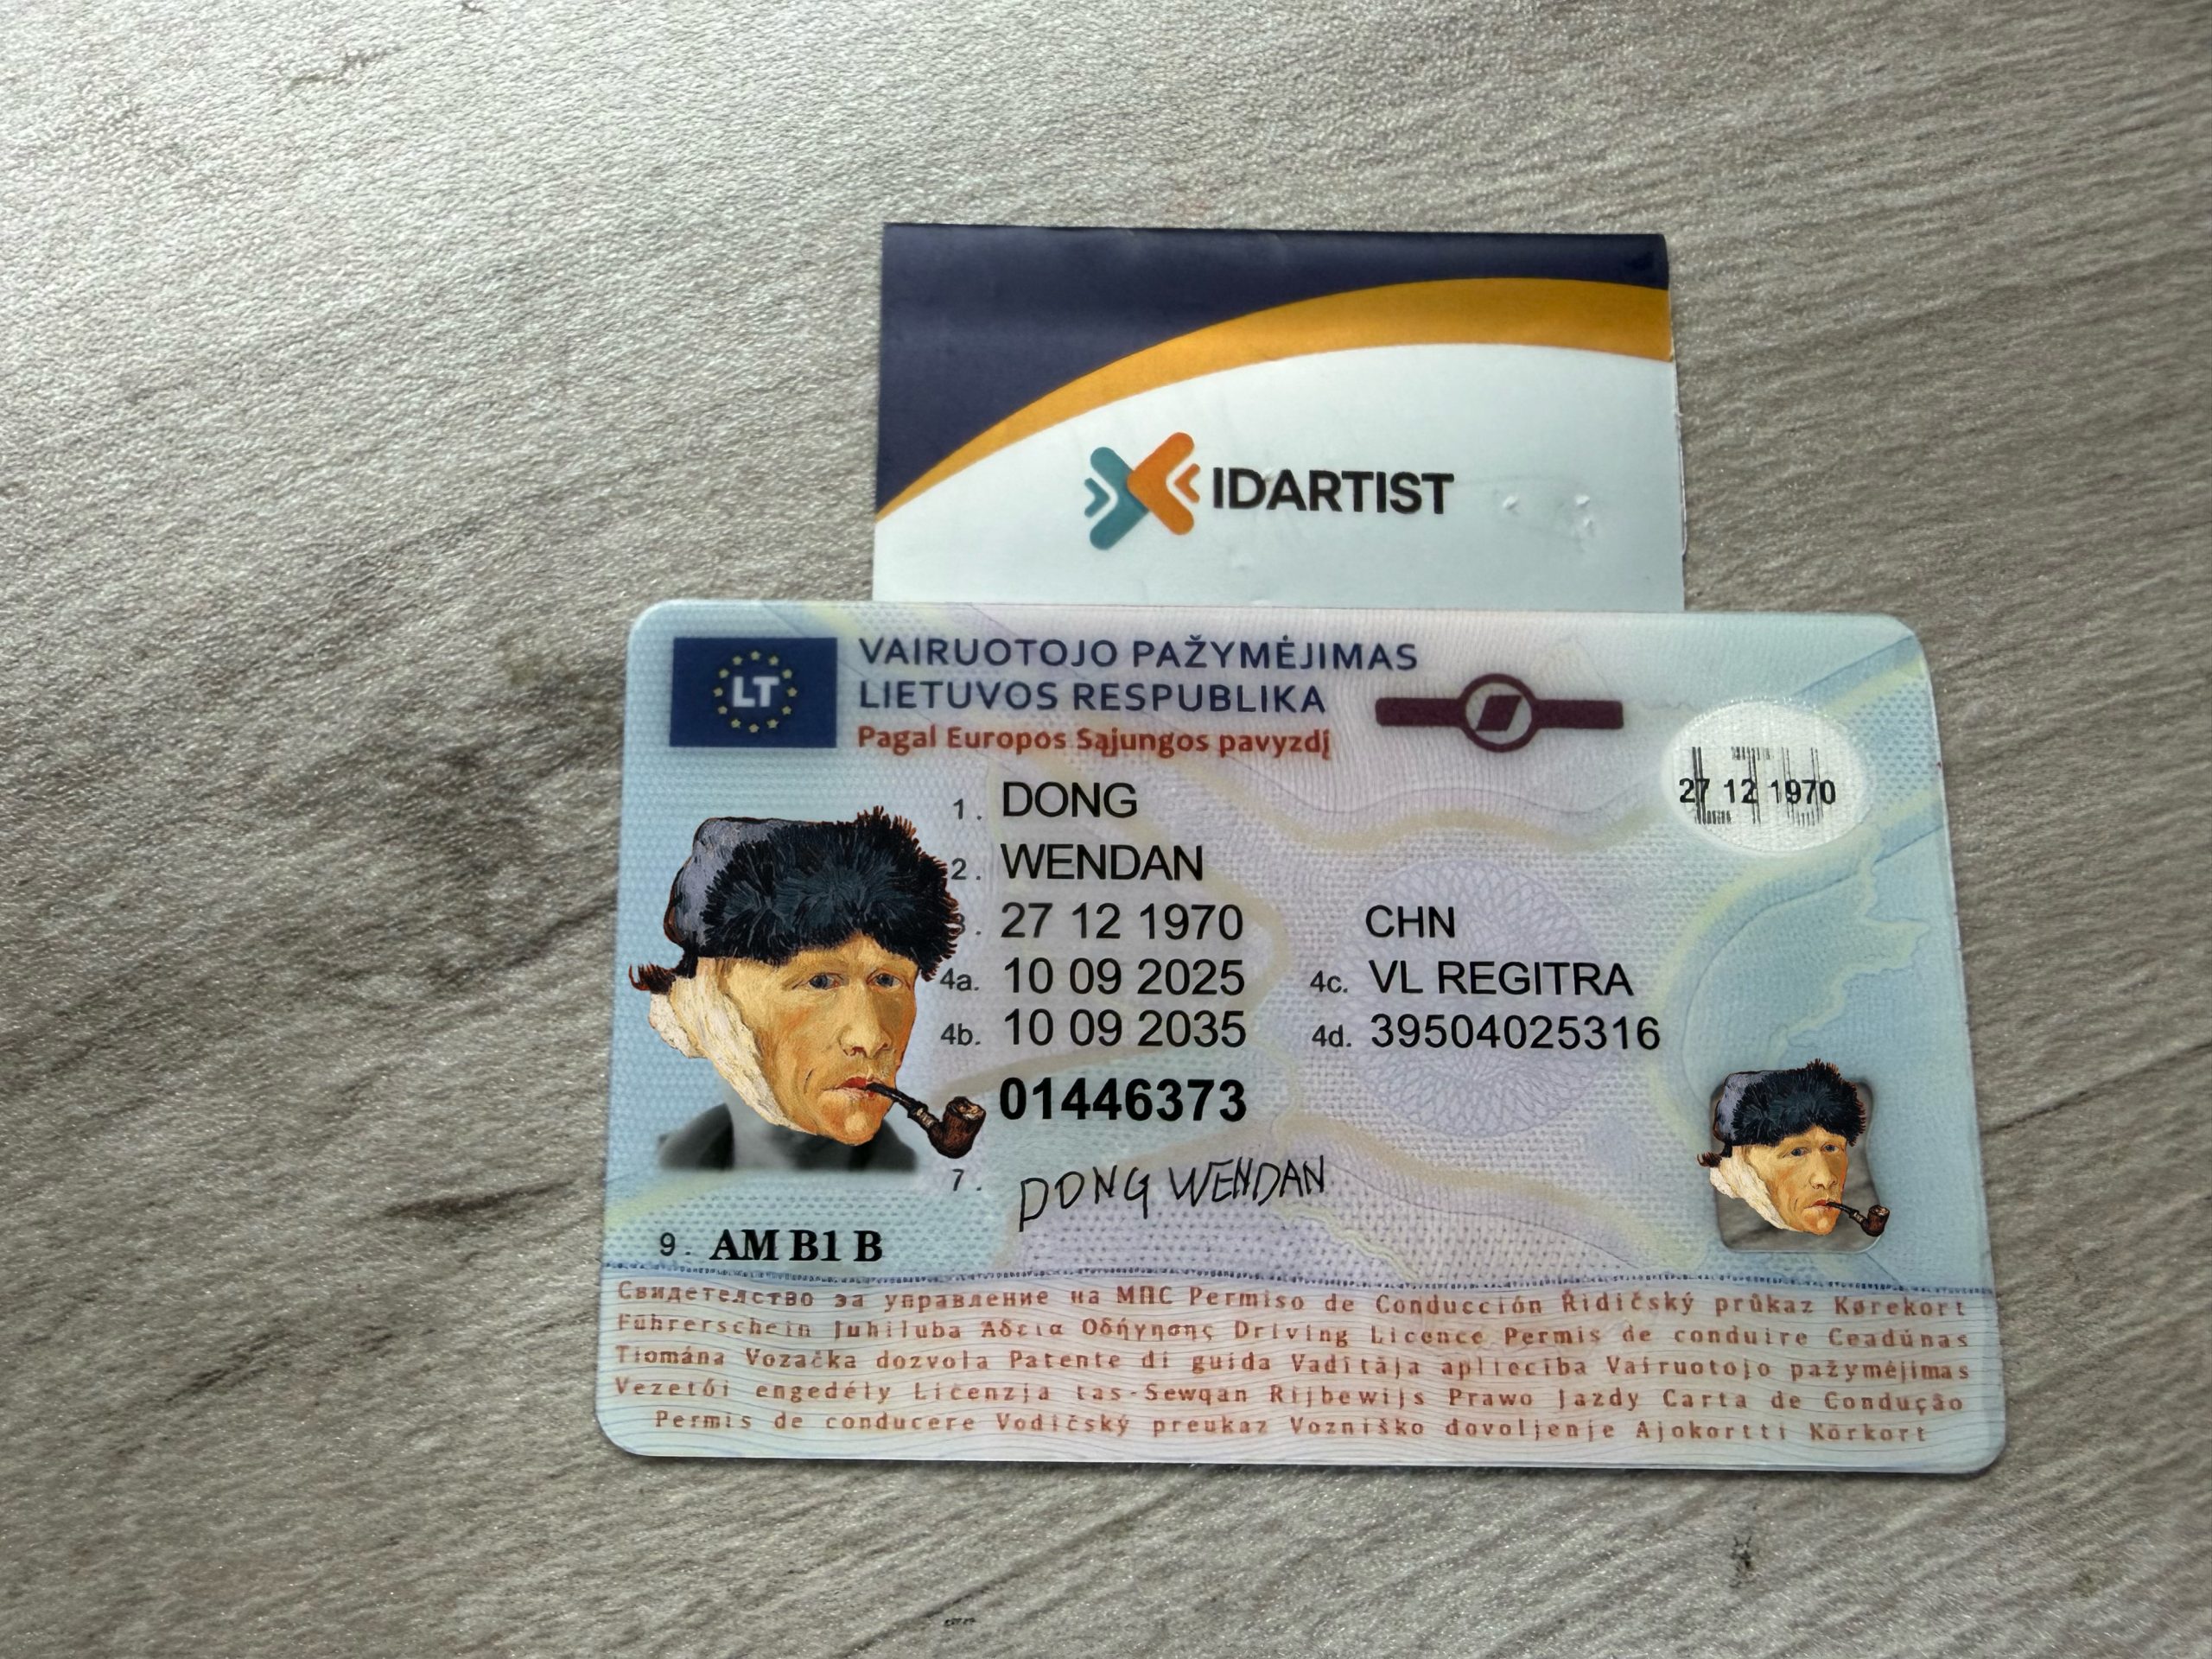 IDARTIST
LT
VAIRUOTOJO PAŽYMĖJIMAS
LIETUVOS RESPUBLIKA
Pagal Europos Sąjungos pavyzdį
27 12 1970
1. DONG
2. WENDAN
3. 27 12 1970 CHN
4a. 10 09 2025 4c. VL REGITRA
4b. 10 09 2035 4d. 39504025316
01446373
7. DONG WENDAN
9. AM B1 B
Свидетелство за управление на МПС Permiso de Conducción Řidičský průkaz Kørekort
Führerschein Juhiluba Άδεια Οδήγησης Driving Licence Permis de conduire Ceadúnas
Tiomána Vozačka dozvola Patente di guida Vadītāja apliecība Vairuotojo pažymėjimas
Vezetői engedély Liċenzja tas-Sewqan Rijbewijs Prawo Jazdy Carta de Condução
Permis de conducere Vodičský preukaz Vozniško dovoljenje Ajokortti Körkort